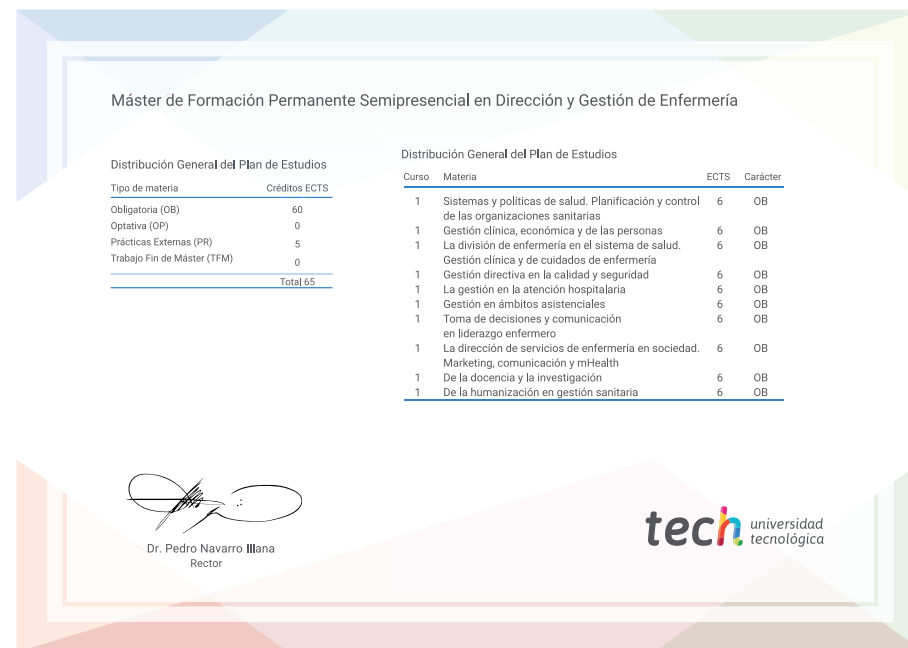 Máster de Formación Permanente Semipresencial en Dirección y Gestión de Enfermería
Distribución General del Plan de Estudios
Tipo de materia Créditos ECTS
Obligatoria (OB) 60
Optativa (OP) 0
Prácticas Externas (PR) 5
Trabajo Fin de Máster (TFM) 0
Total 65
Distribución General del Plan de Estudios
Curso Materia ECTS Carácter
1 Sistemas y políticas de salud. Planificación y control 6 OB
de las organizaciones sanitarias
1 Gestión clínica, económica y de las personas 6 OB
1 La división de enfermería en el sistema de salud. 6 OB
Gestión clínica y de cuidados de enfermería
1 Gestión directiva en la calidad y seguridad 6 OB
1 La gestión en la atención hospitalaria 6 OB
1 Gestión en ámbitos asistenciales 6 OB
1 Toma de decisiones y comunicación 6 OB
en liderazgo enfermero
1 La dirección de servicios de enfermería en sociedad. 6 OB
Marketing, comunicación y mHealth
1 De la docencia y la investigación 6 OB
1 De la humanización en gestión sanitaria 6 OB
Dr. Pedro Navarro Illana
Rector
tech universidad
tecnológica